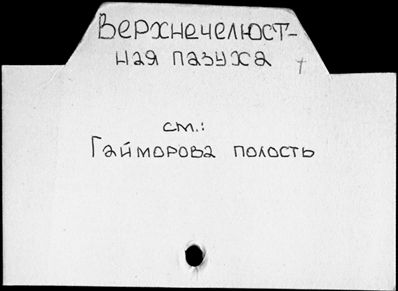 Верхнечелюст-
ная пазуха
см.:
Гайморова полость